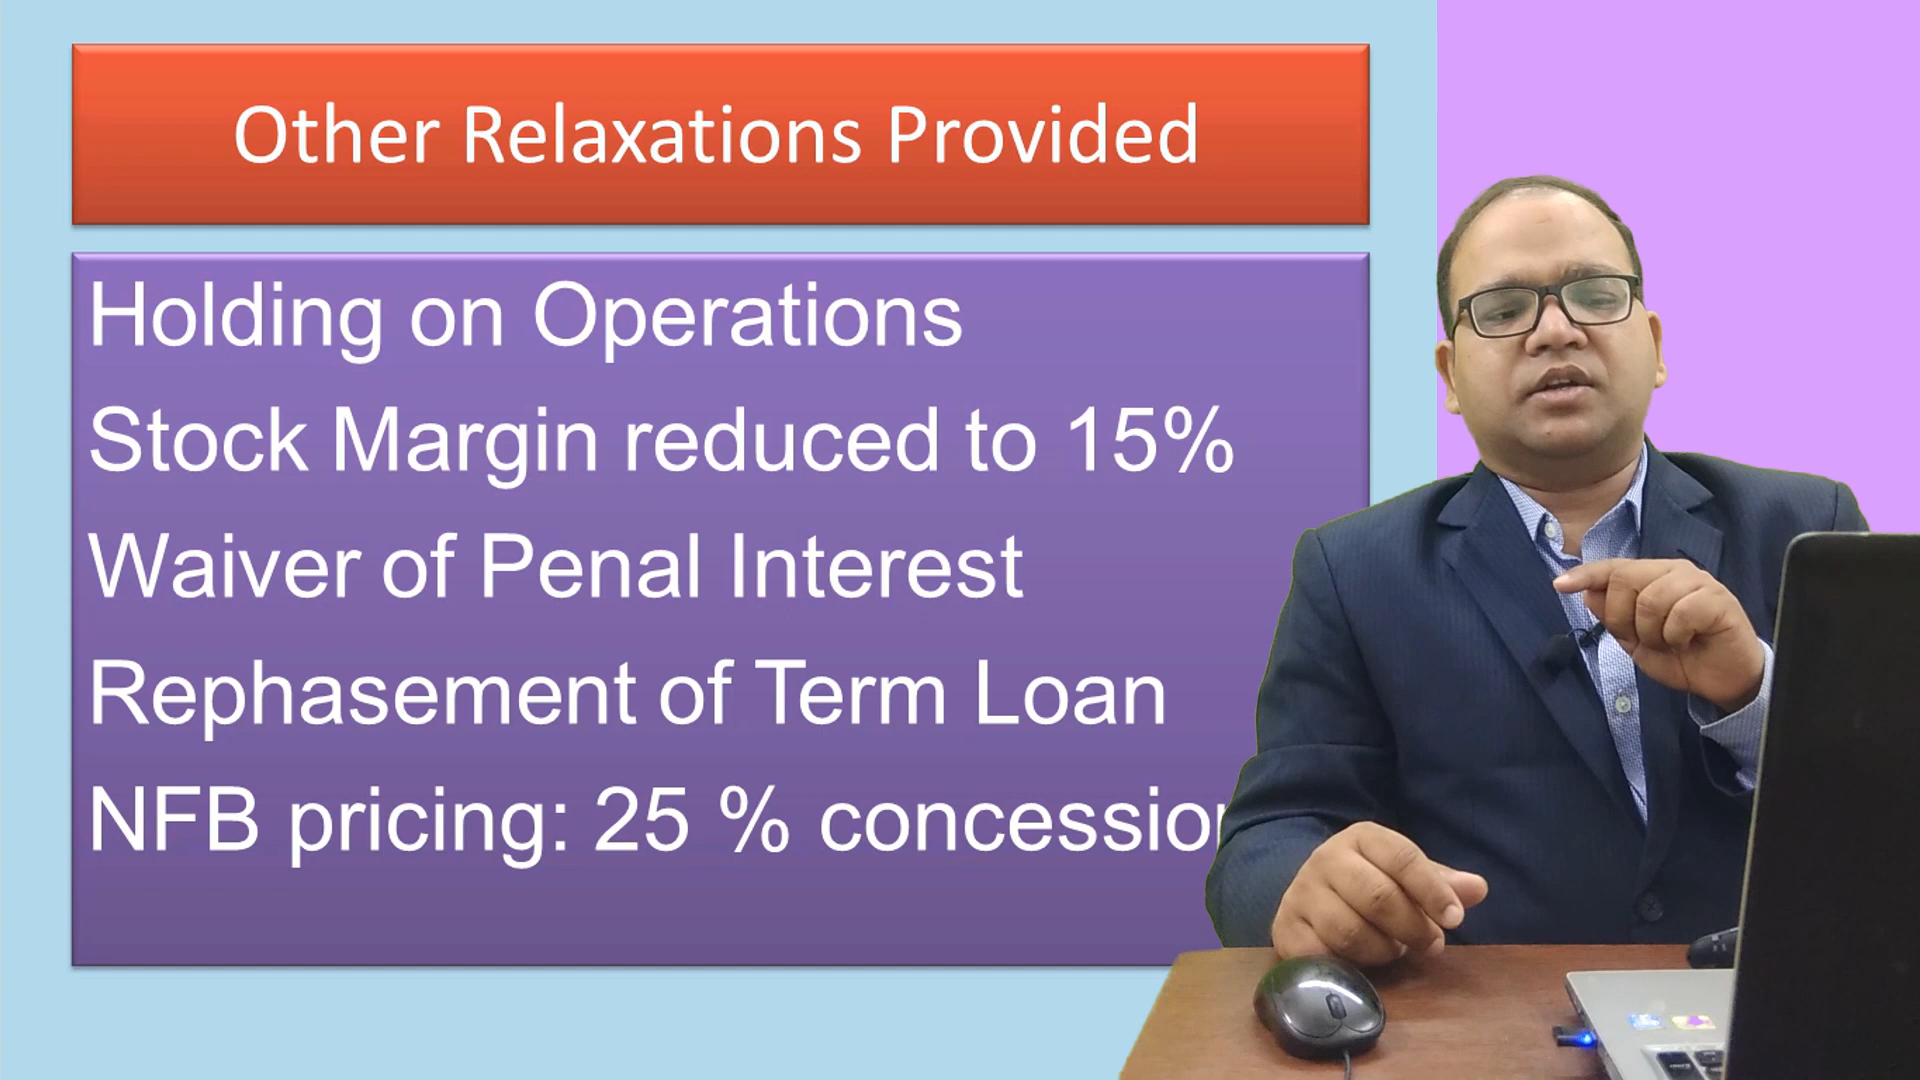 Other Relaxations Provided
Holding on Operations
Stock Margin reduced to 15%
Waiver of Penal Interest
Rephasement of Term Loan
NFB pricing: 25 %